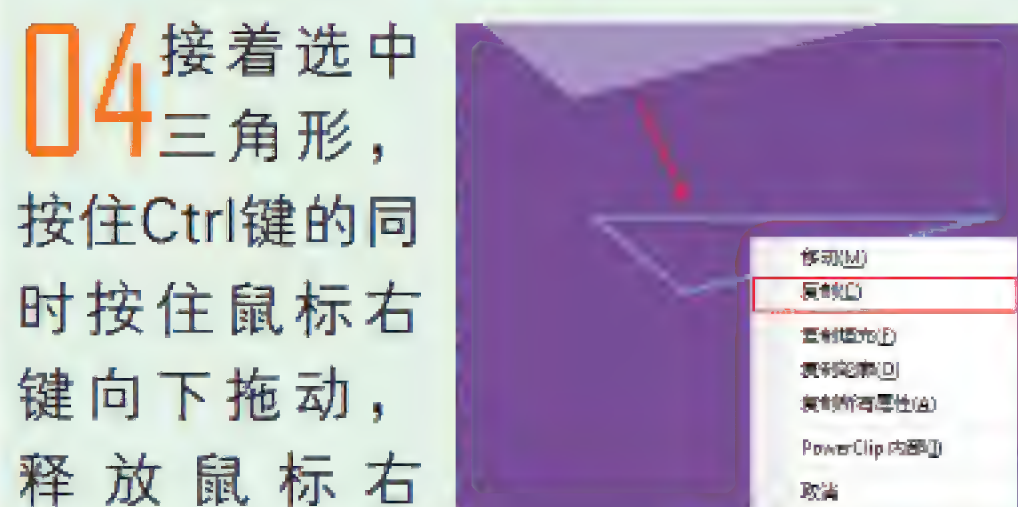 04接着选中
三角形，
按住Ctrl键的同
时按住鼠标右
键向下拖动，
释放鼠标右
移动(M)
复制(C)
复制填充(F)
复制轮廓(O)
复制所有属性(A)
PowerClip 内部(I)
取消